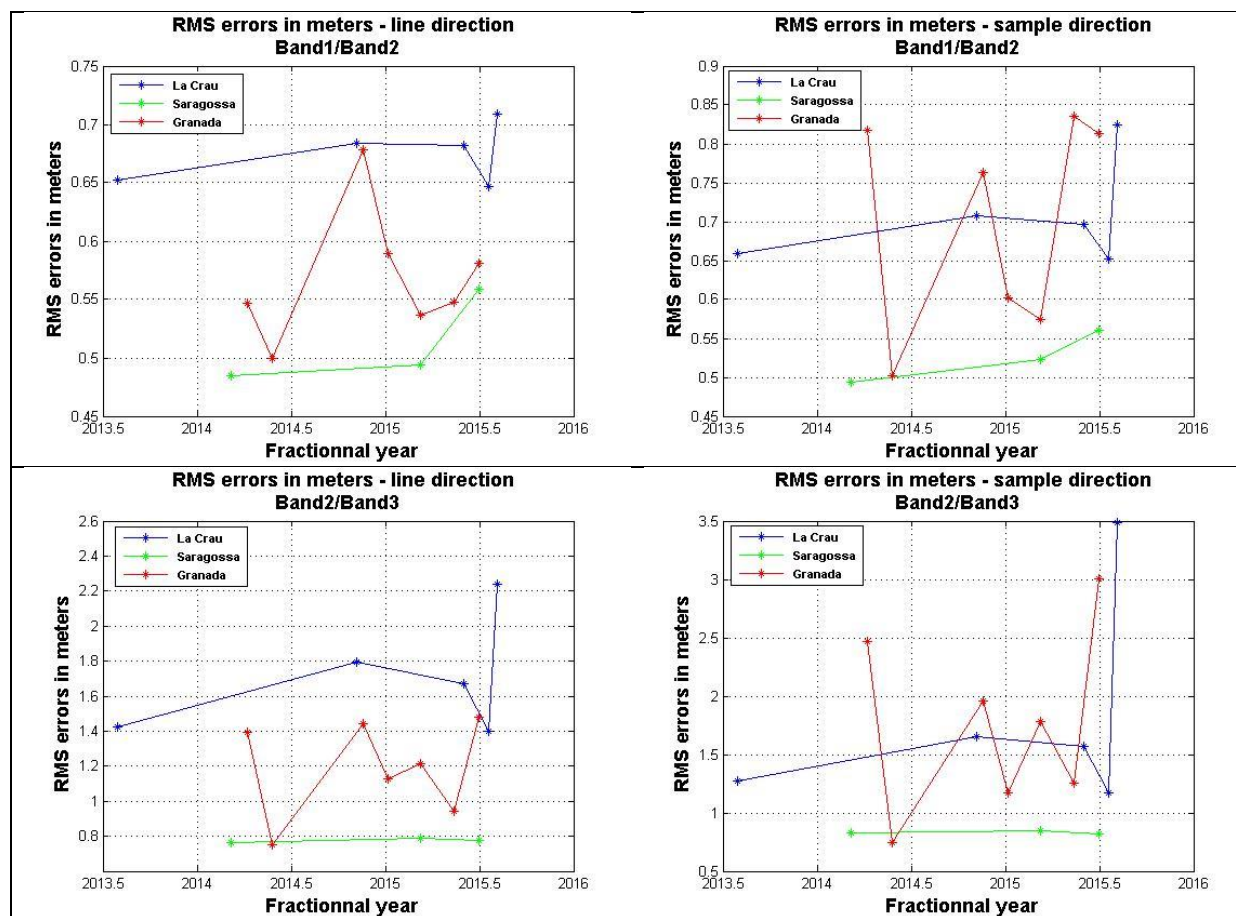 RMS errors in meters - line direction
Band1/Band2
RMS errors in meters
0.75
0.7
0.65
0.6
0.55
0.5
0.45
La Crau
Saragossa
Granada
2013.5 2014 2014.5 2015 2015.5 2016
Fractionnal year
RMS errors in meters - sample direction
Band1/Band2
RMS errors in meters
0.9
0.85
0.8
0.75
0.7
0.65
0.6
0.55
0.5
0.45
La Crau
Saragossa
Granada
2013.5 2014 2014.5 2015 2015.5 2016
Fractionnal year
RMS errors in meters - line direction
Band2/Band3
RMS errors in meters
2.6
2.4
2.2
2
1.8
1.6
1.4
1.2
1
0.8
La Crau
Saragossa
Granada
2013.5 2014 2014.5 2015 2015.5 2016
Fractionnal year
RMS errors in meters - sample direction
Band2/Band3
RMS errors in meters
3.5
3
2.5
2
1.5
1
0.5
La Crau
Saragossa
Granada
2013.5 2014 2014.5 2015 2015.5 2016
Fractionnal year